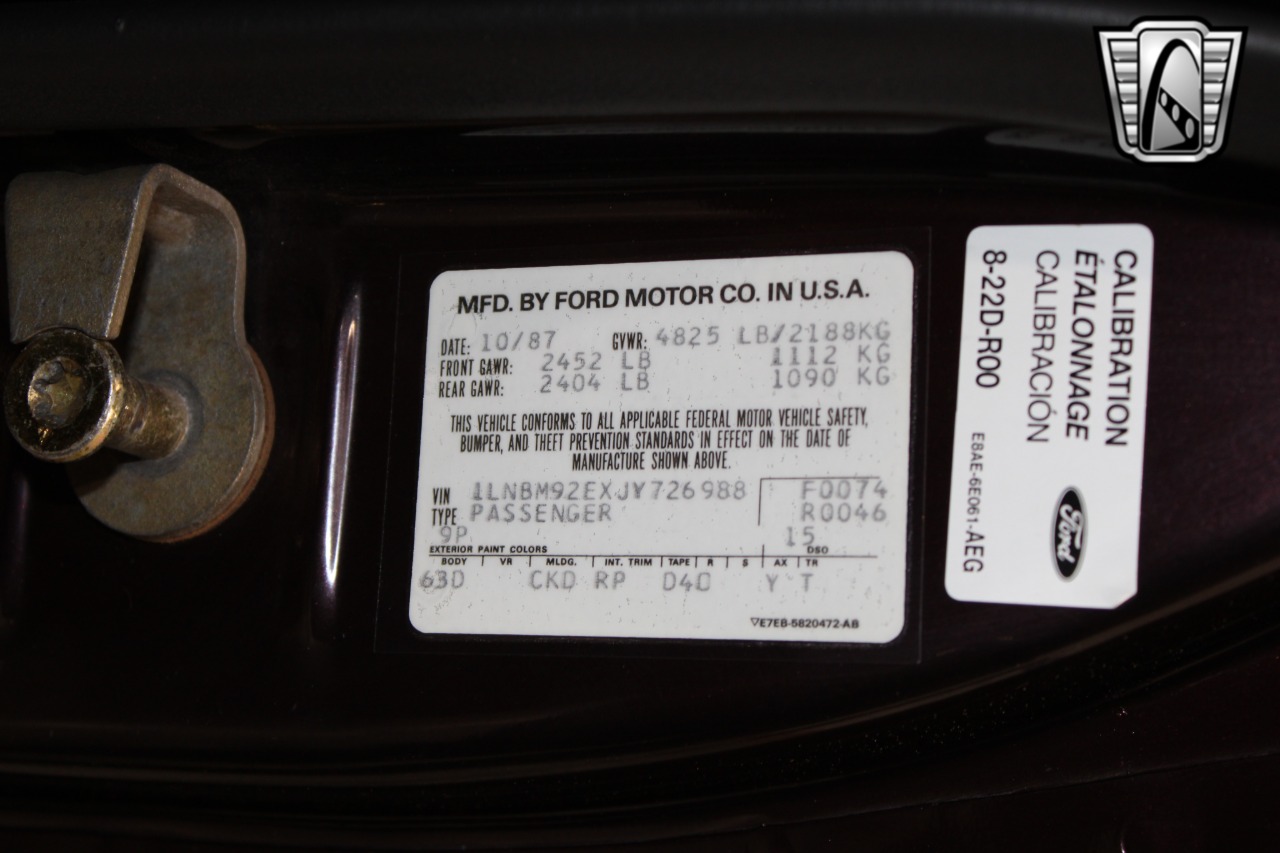 MFD. BY FORD MOTOR CO. IN U.S.A.
DATE: 10/87 GVWR: 4825 LB/2188KG
FRONT GAWR: 2452 LB 1112 KG
REAR GAWR: 2404 LB 1090 KG
THIS VEHICLE CONFORMS TO ALL APPLICABLE FEDERAL MOTOR VEHICLE SAFETY,
BUMPER, AND THEFT PREVENTION STANDARDS IN EFFECT ON THE DATE OF
MANUFACTURE SHOWN ABOVE.
VIN 1LNBM92EXJY726988 F0074
TYPE PASSENGER R0046
9P 15
EXTERIOR PAINT COLORS DSO
BODY VR MLDG. INT. TRIM TAPE R S AX TR
63D CKD RP D4D Y T
▽E7EB-5820472-AB
CALIBRATION
ÉTALONNAGE
CALIBRACIÓN
8-22D-R00
E8AE-6E061-AEG
Ford